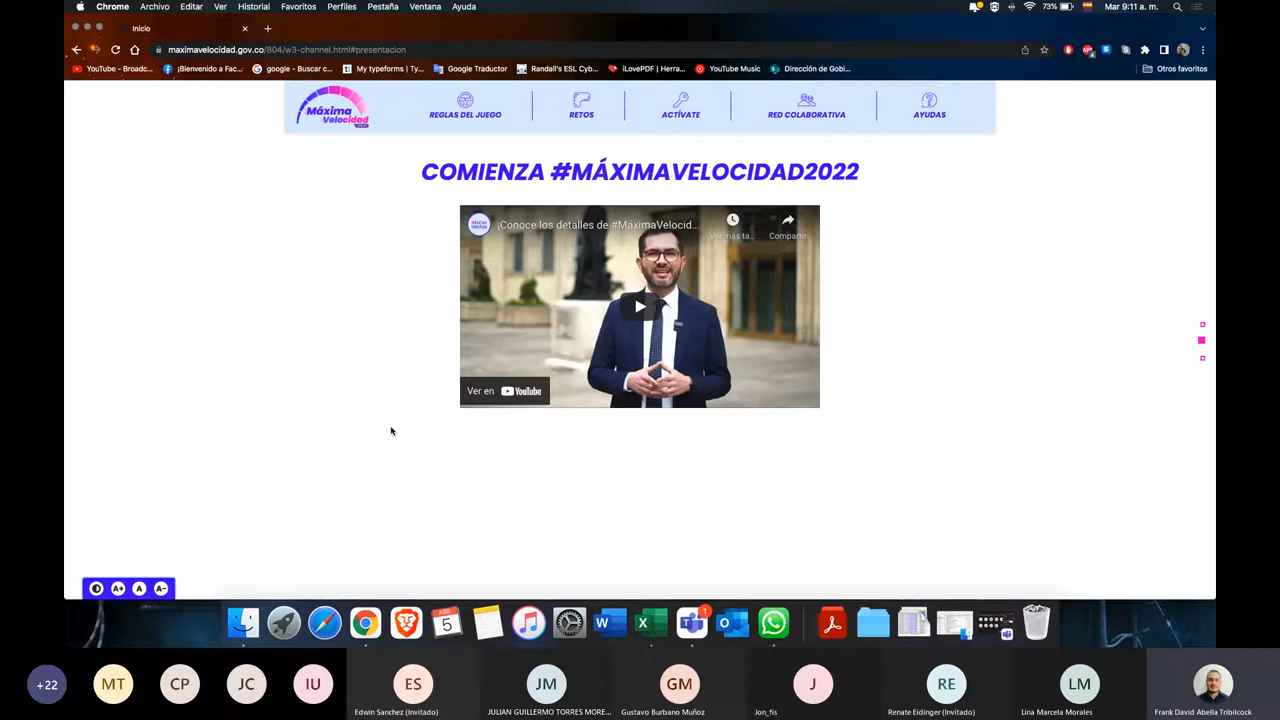 Chrome Archivo Editar Ver Historial Favoritos Perfiles Pestaña Ventana Ayuda
73% Mar 9:11 a. m.
Inicio
maximavelocidad.gov.co/804/w3-channel.html#presentacion
YouTube - Broadc... ¡Bienvenido a Fac... google - Buscar c... My typeforms | Ty... Google Traductor Randall's ESL Cyb... iLovePDF | Herra... YouTube Music Dirección de Gobi... Otros favoritos
Máxima
Velocidad
REGLAS DEL JUEGO
RETOS
ACTÍVATE
RED COLABORATIVA
AYUDAS
COMIENZA #MÁXIMAVELOCIDAD2022
¡Conoce los detalles de #MáximaVelocid...
Ver más ta...
Compartir
Ver en YouTube
A+ A A-
ABR
5
W
X
T
1
O
+22
MT
CP
JC
IU
ES
Edwin Sanchez (Invitado)
JM
JULIAN GUILLERMO TORRES MORE...
GM
Gustavo Burbano Muñoz
J
Jon_fis
RE
Renate Eidinger (Invitado)
LM
Lina Marcela Morales
Frank David Abella Tribilcock